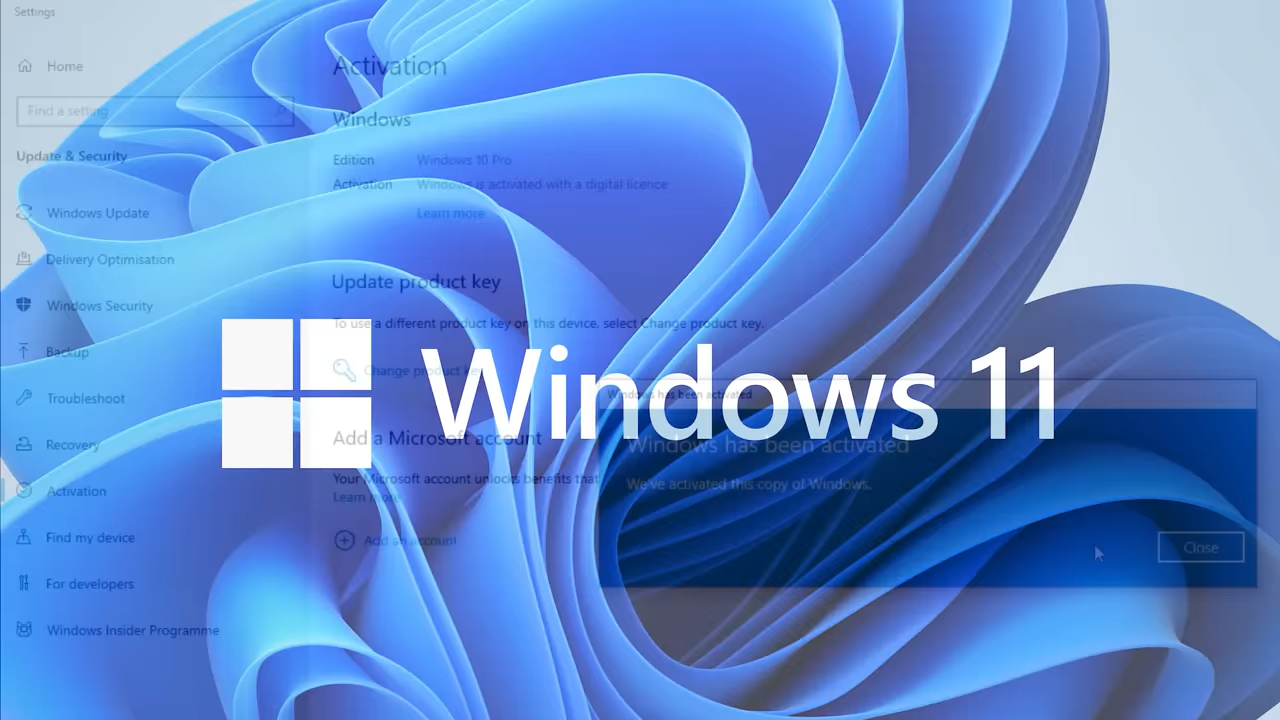 Settings
Home
Find a setting
Update & Security
Windows Update
Delivery Optimisation
Windows Security
Backup
Troubleshoot
Recovery
Activation
Find my device
For developers
Windows Insider Programme
Activation
Windows
Edition Windows 10 Pro
Activation Windows is activated with a digital licence
Learn more
Update product key
To use a different product key on this device, select Change product key.
Change product key
Add a Microsoft account
Your Microsoft account unlocks benefits that
Learn more
Add an account
Windows 11
Windows has been activated
Windows has been activated
We've activated this copy of Windows.
Close